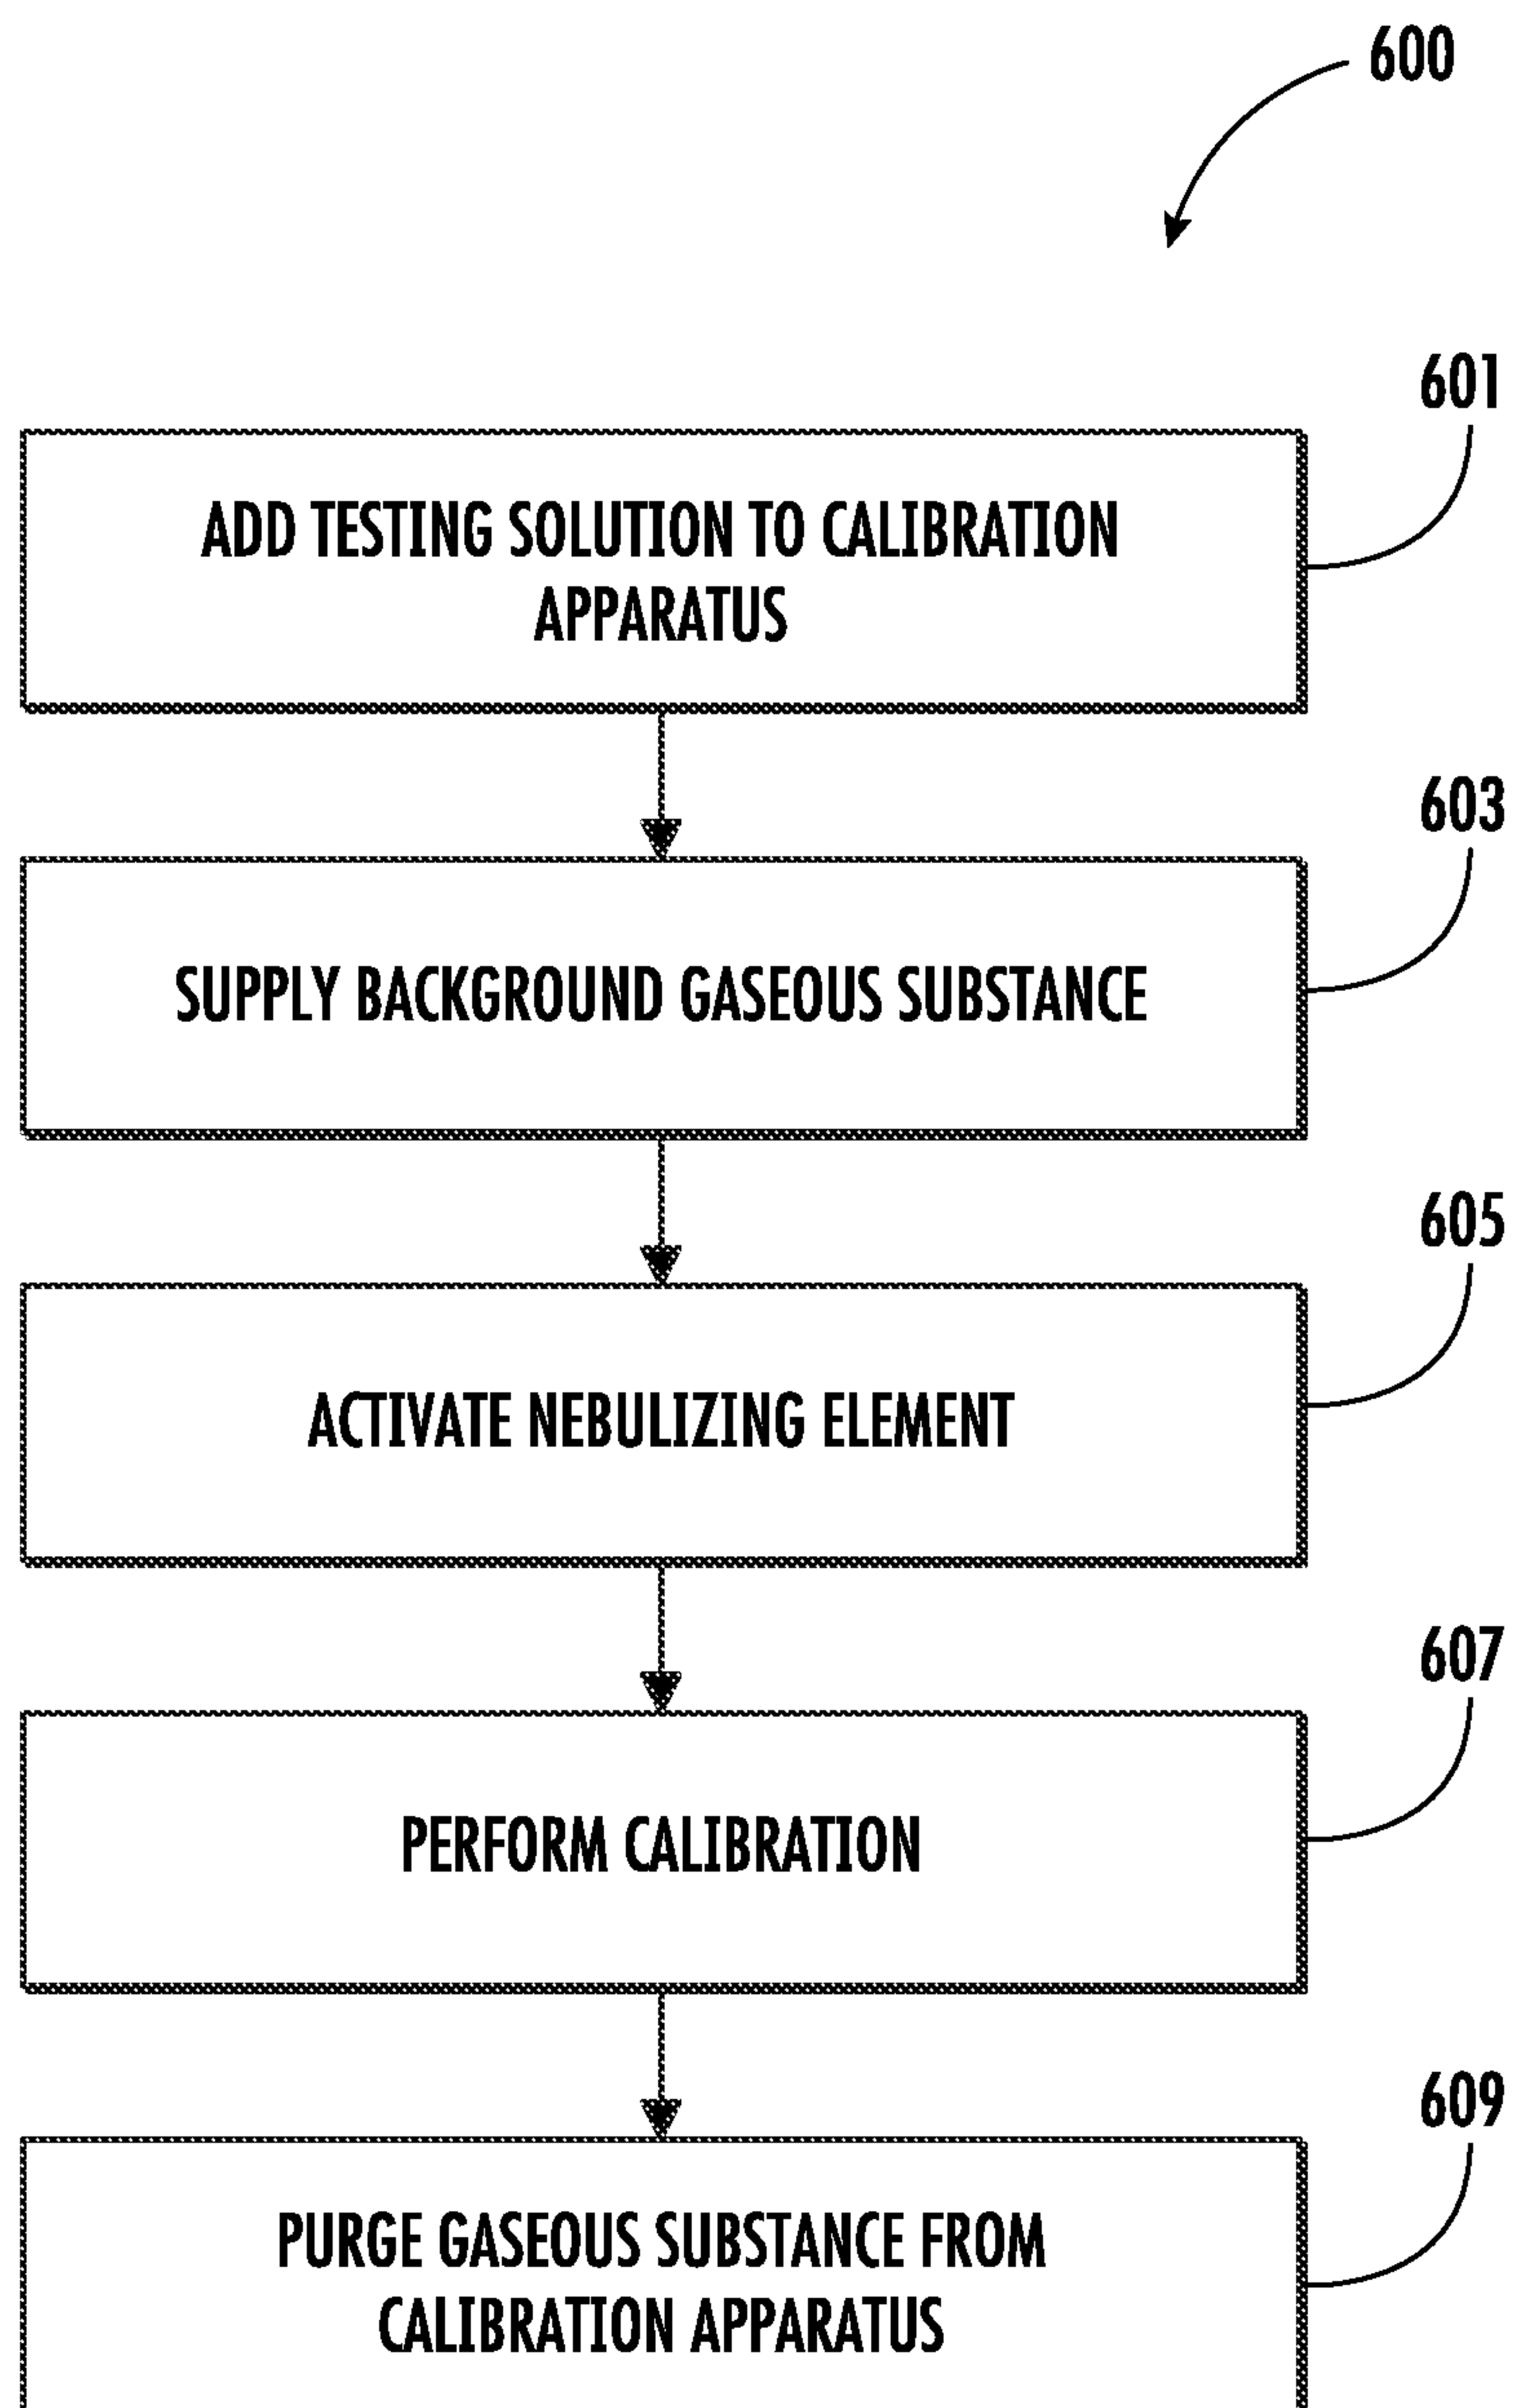 600
601
ADD TESTING SOLUTION TO CALIBRATION
APPARATUS
603
SUPPLY BACKGROUND GASEOUS SUBSTANCE
605
ACTIVATE NEBULIZING ELEMENT
607
PERFORM CALIBRATION
609
PURGE GASEOUS SUBSTANCE FROM
CALIBRATION APPARATUS